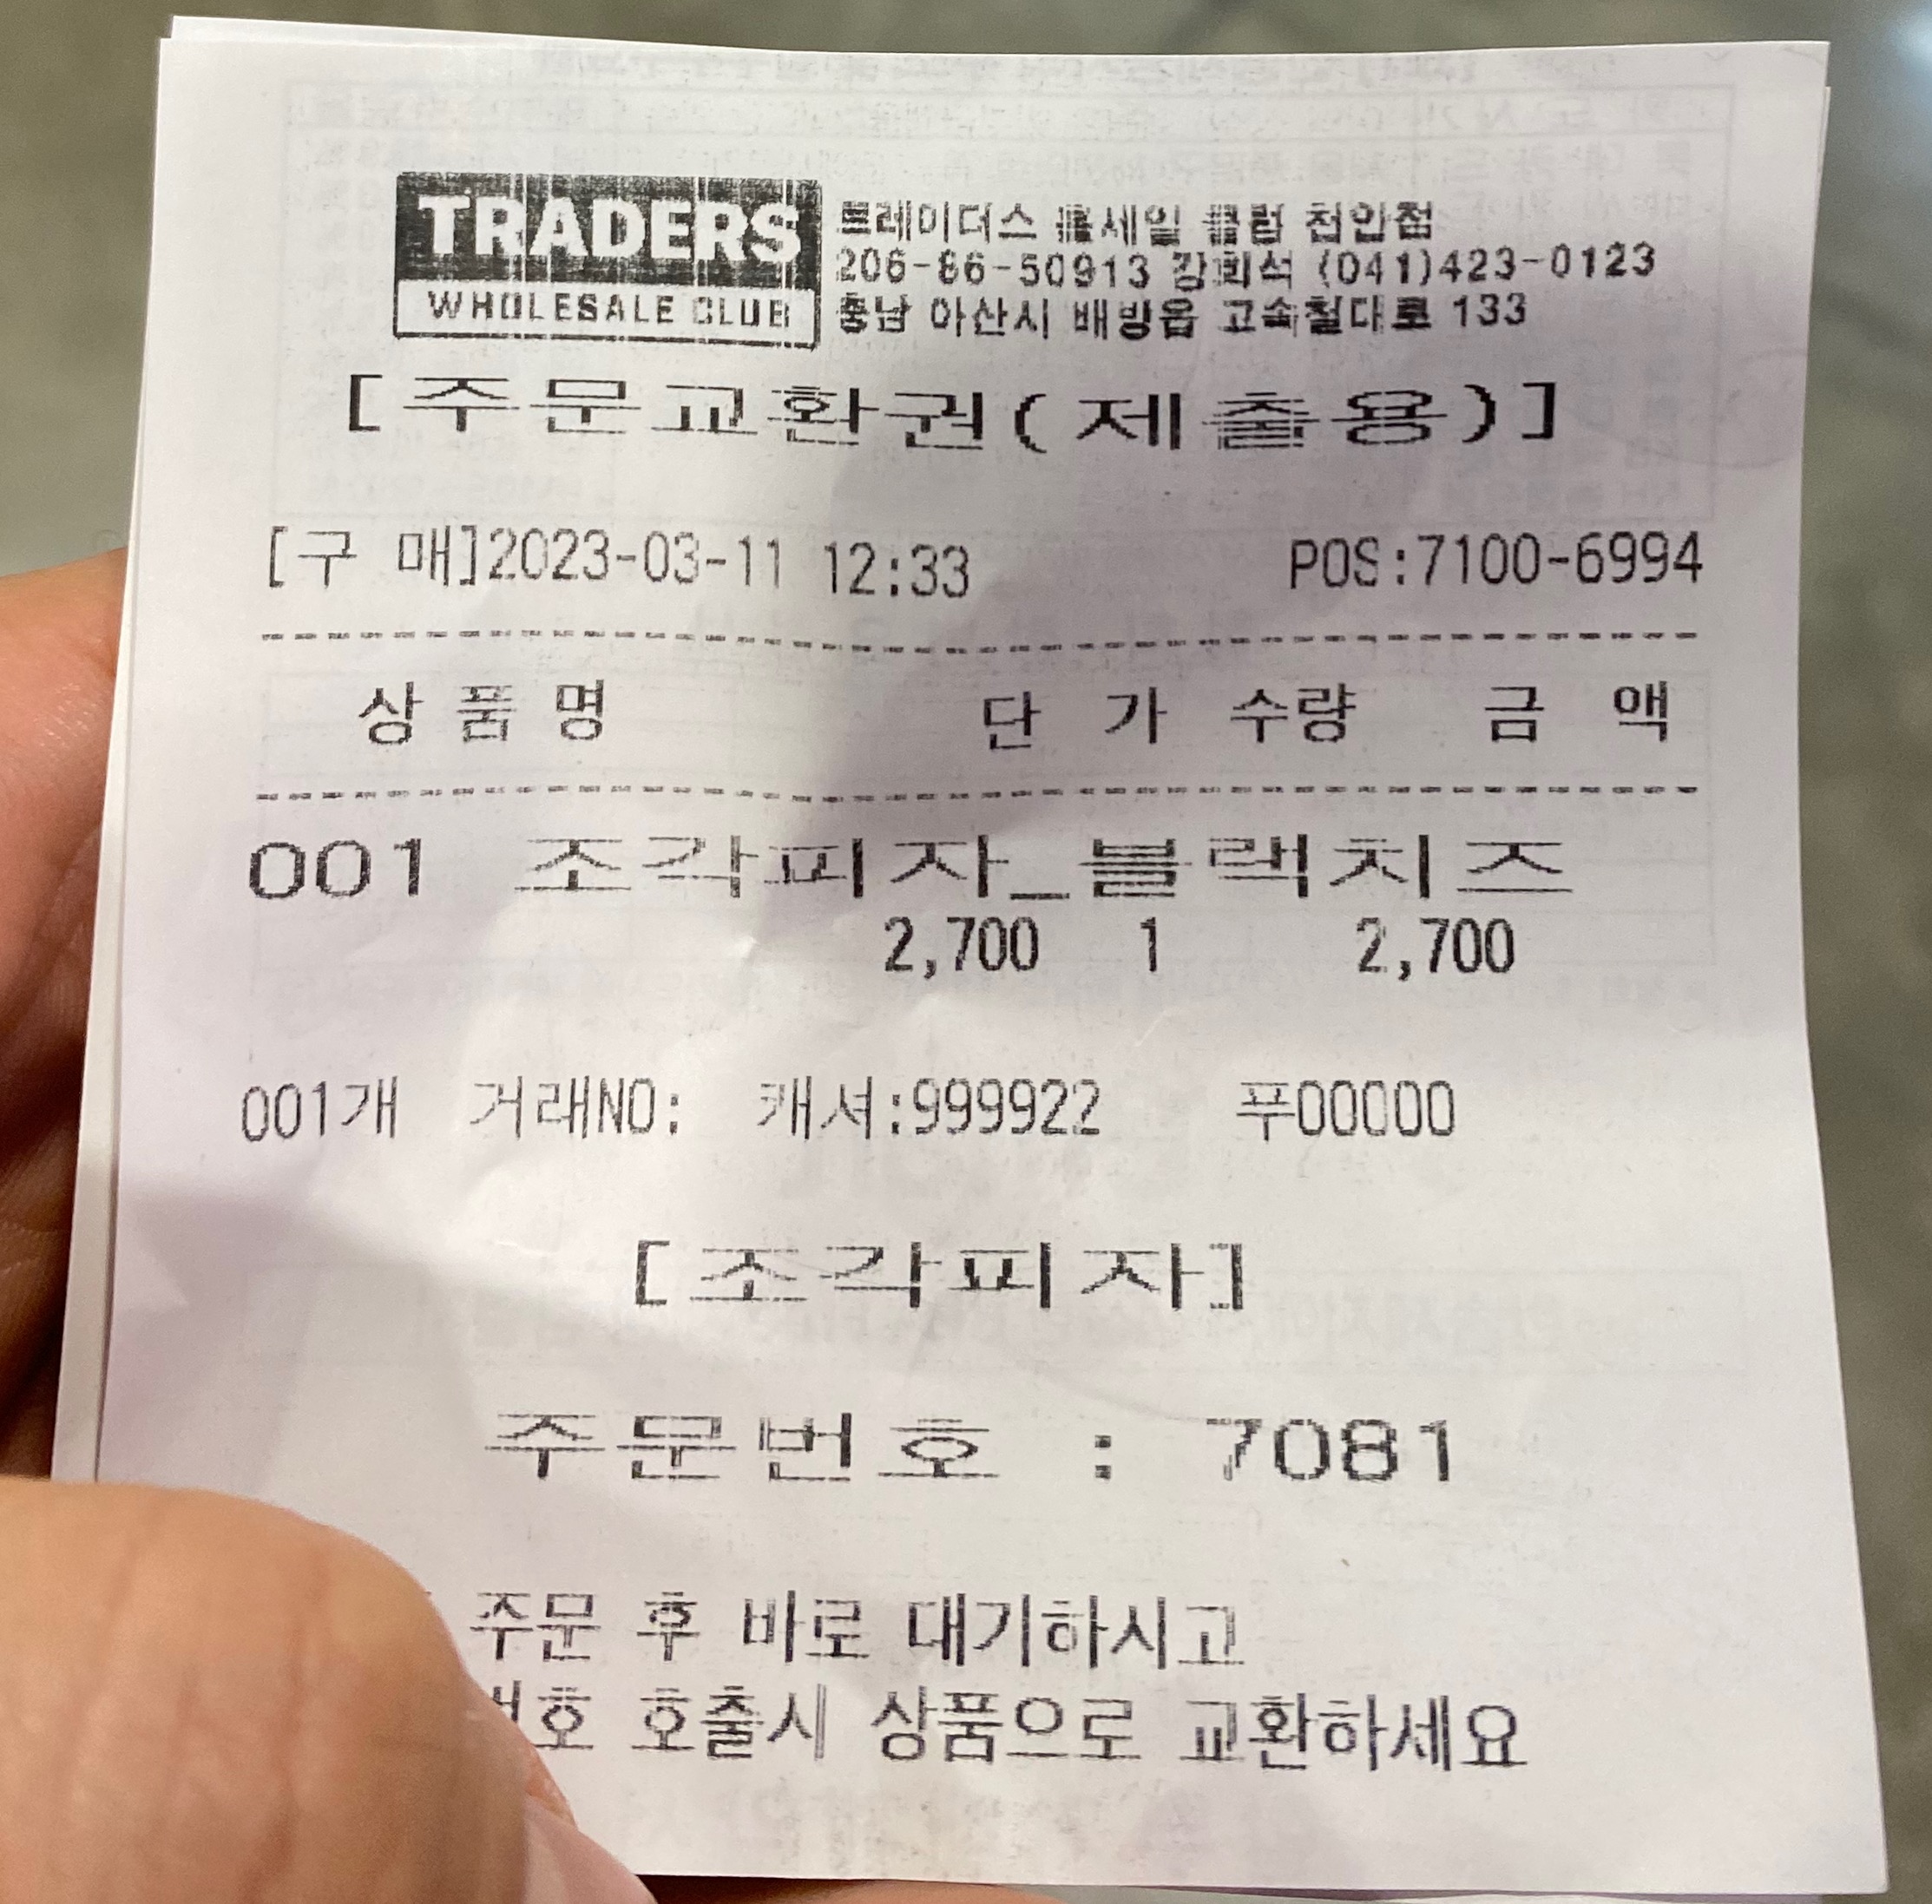 TRADERS
WHOLESALE CLUB
트레이더스 홀세일 클럽 천안점
206-86-50913 강희석 (041)423-0123
충남 아산시 배방읍 고속철대로 133
[주문교환권(제출용)]
[구 매]2023-03-11 12:33 POS:7100-6994
상 품 명 단 가 수량 금 액
001 조각피자_블랙치즈
2,700 1 2,700
001개 거래NO: 캐셔:999922 푸00000
[조각피자]
주문번호 : 7081
주문 후 바로 대기하시고
호출시 상품으로 교환하세요